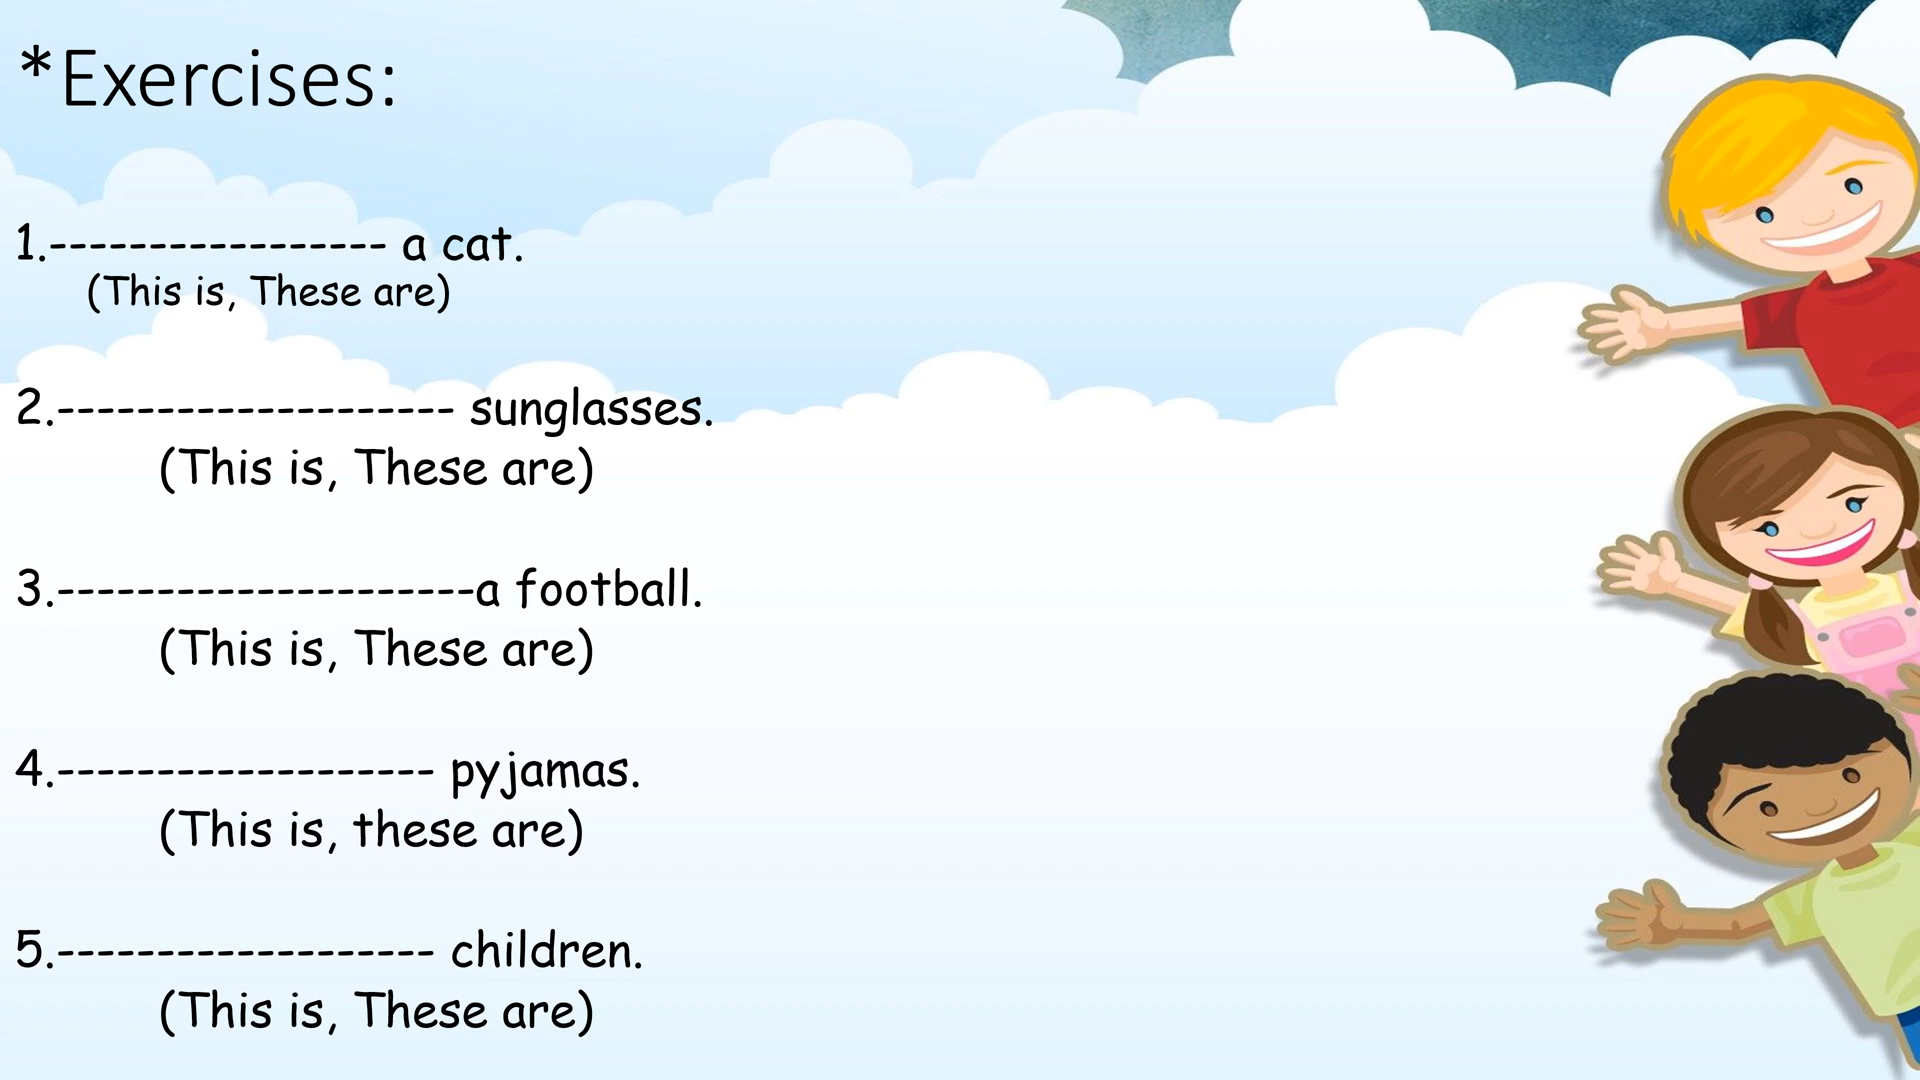 *Exercises:
1.----------------- a cat.
(This is, These are)
2.-------------------- sunglasses.
(This is, These are)
3.---------------------a football.
(This is, These are)
4.------------------- pyjamas.
(This is, these are)
5.------------------- children.
(This is, These are)